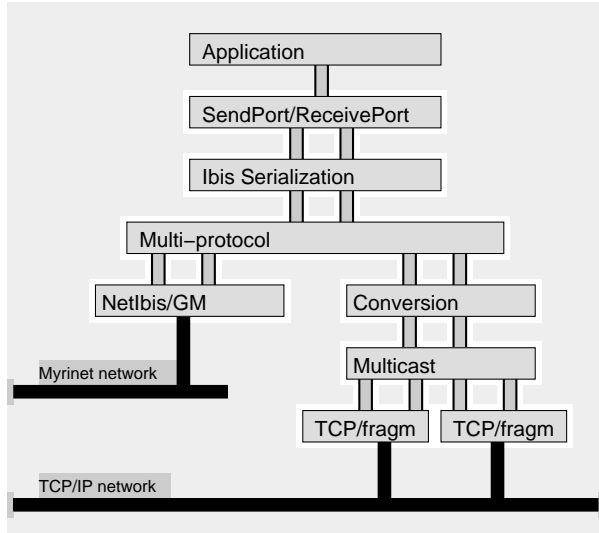 Application
SendPort/ReceivePort
Ibis Serialization
Multi−protocol
NetIbis/GM
Conversion
Myrinet network
Multicast
TCP/fragm
TCP/fragm
TCP/IP network